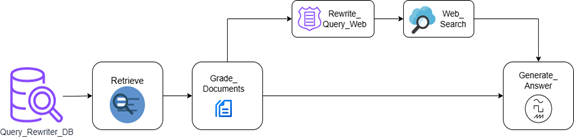 Rewrite_
Query_Web
Web_
Search
Retrieve
Grade_
Documents
Generate_
Answer
Query_Rewriter_DB